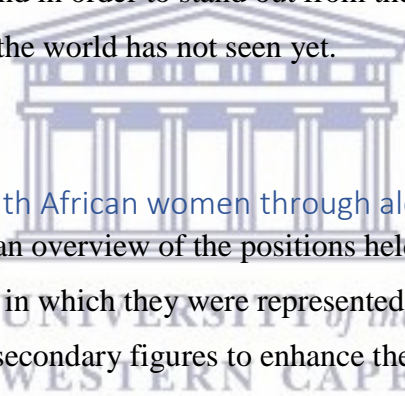 in order to stand out from the
the world has not seen yet.
th African women through al
an overview of the positions hel
in which they were represented
UNIVERSITY of the
secondary figures to enhance the
WESTERN CAPE